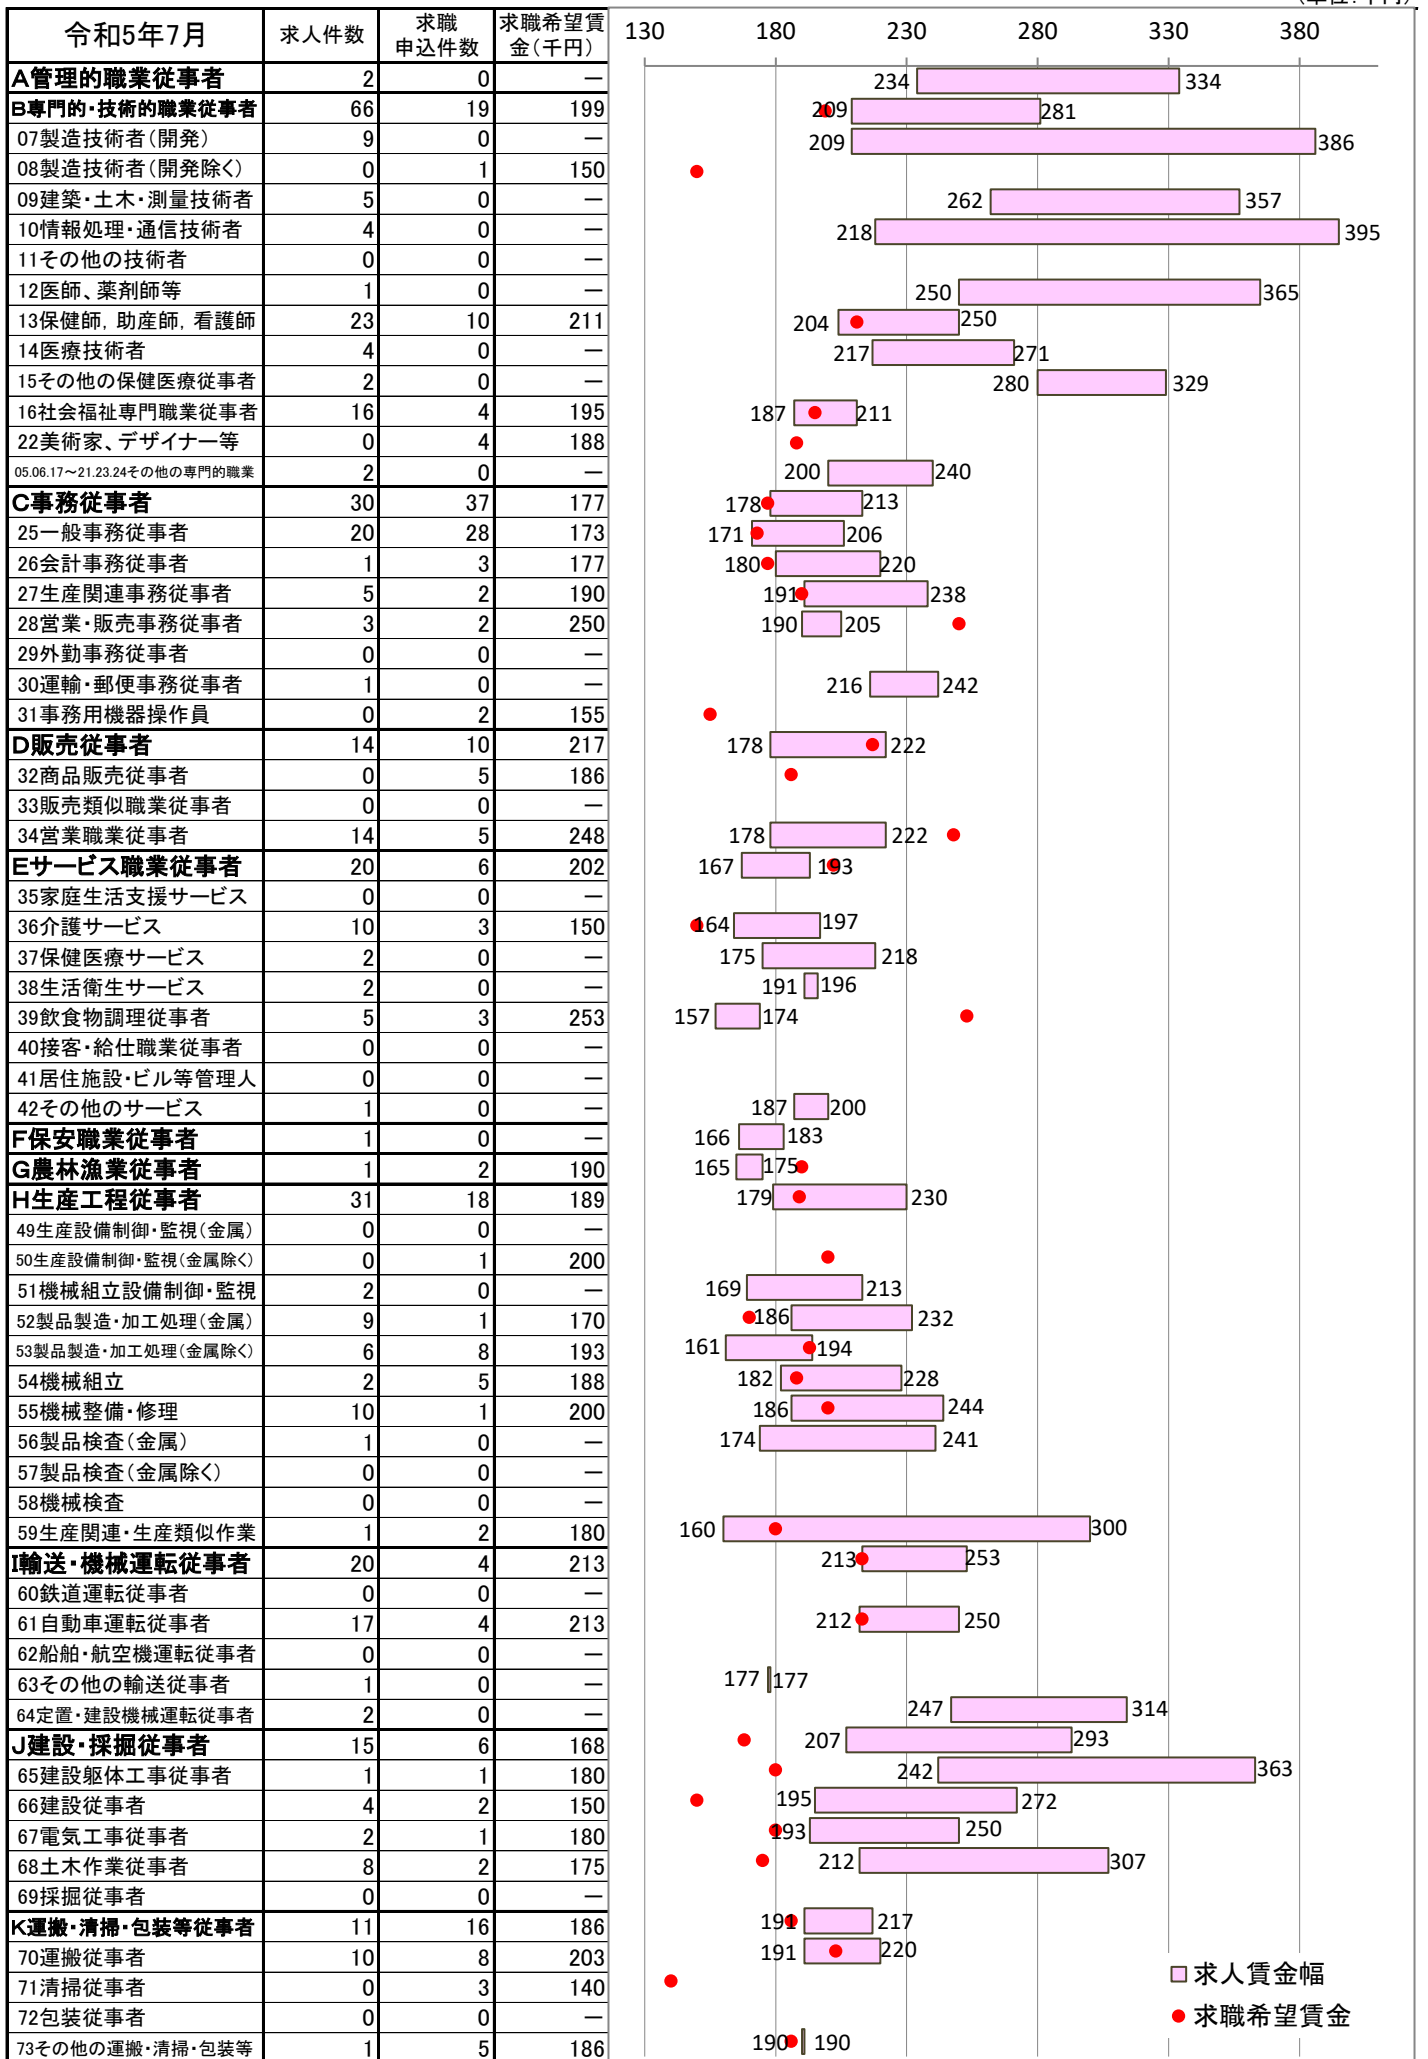 (単位:千円)
令和5年7月 求人件数 求職申込件数 求職希望賃金(千円) 130 180 230 280 330 380
A管理的職業従事者 2 0 － 234 334
B専門的・技術的職業従事者 66 19 199 209 281
07製造技術者(開発) 9 0 － 209 386
08製造技術者(開発除く) 0 1 150
09建築・土木・測量技術者 5 0 － 262 357
10情報処理・通信技術者 4 0 － 218 395
11その他の技術者 0 0 －
12医師、薬剤師等 1 0 － 250 365
13保健師，助産師，看護師 23 10 211 204 250
14医療技術者 4 0 － 217 271
15その他の保健医療従事者 2 0 － 280 329
16社会福祉専門職業従事者 16 4 195 187 211
22美術家、デザイナー等 0 4 188
05.06.17～21.23.24その他の専門的職業 2 0 － 200 240
C事務従事者 30 37 177 178 213
25一般事務従事者 20 28 173 171 206
26会計事務従事者 1 3 177 180 220
27生産関連事務従事者 5 2 190 191 238
28営業・販売事務従事者 3 2 250 190 205
29外勤事務従事者 0 0 －
30運輸・郵便事務従事者 1 0 － 216 242
31事務用機器操作員 0 2 155
D販売従事者 14 10 217 178 222
32商品販売従事者 0 5 186
33販売類似職業従事者 0 0 －
34営業職業従事者 14 5 248 178 222
Eサービス職業従事者 20 6 202 167 193
35家庭生活支援サービス 0 0 －
36介護サービス 10 3 150 164 197
37保健医療サービス 2 0 － 175 218
38生活衛生サービス 2 0 － 191 196
39飲食物調理従事者 5 3 253 157 174
40接客・給仕職業従事者 0 0 －
41居住施設・ビル等管理人 0 0 －
42その他のサービス 1 0 － 187 200
F保安職業従事者 1 0 － 166 183
G農林漁業従事者 1 2 190 165 175
H生産工程従事者 31 18 189 179 230
49生産設備制御・監視(金属) 0 0 －
50生産設備制御・監視(金属除く) 0 1 200
51機械組立設備制御・監視 2 0 － 169 213
52製品製造・加工処理(金属) 9 1 170 186 232
53製品製造・加工処理(金属除く) 6 8 193 161 194
54機械組立 2 5 188 182 228
55機械整備・修理 10 1 200 186 244
56製品検査(金属) 1 0 － 174 241
57製品検査(金属除く) 0 0 －
58機械検査 0 0 －
59生産関連・生産類似作業 1 2 180 160 300
I輸送・機械運転従事者 20 4 213 213 253
60鉄道運転従事者 0 0 －
61自動車運転従事者 17 4 213 212 250
62船舶・航空機運転従事者 0 0 －
63その他の輸送従事者 1 0 － 177 177
64定置・建設機械運転従事者 2 0 － 247 314
J建設・採掘従事者 15 6 168 207 293
65建設躯体工事従事者 1 1 180 242 363
66建設従事者 4 2 150 195 272
67電気工事従事者 2 1 180 193 250
68土木作業従事者 8 2 175 212 307
69採掘従事者 0 0 －
K運搬・清掃・包装等従事者 11 16 186 191 217
70運搬従事者 10 8 203 191 220
求人賃金幅
71清掃従事者 0 3 140
72包装従事者 0 0 －
求職希望賃金
73その他の運搬・清掃・包装等 1 5 186 190 190